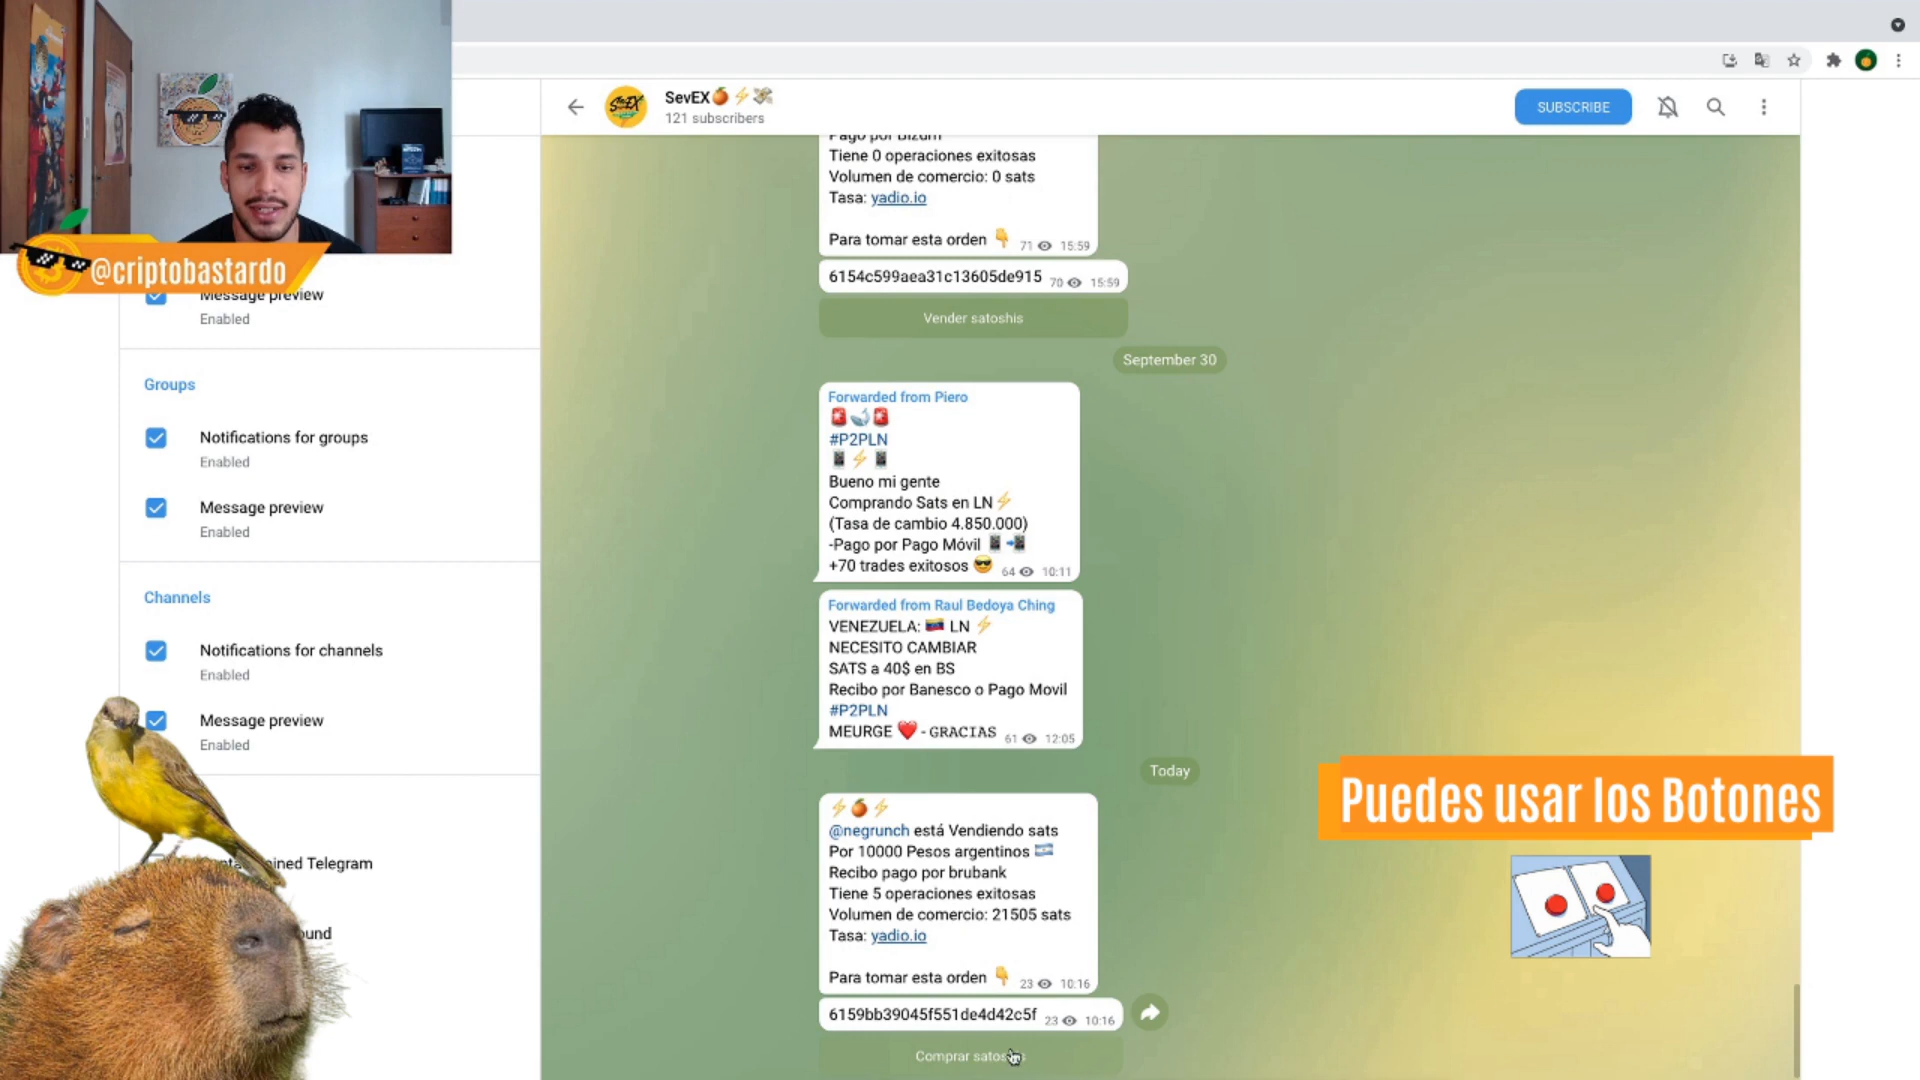 SevEX
121 subscribers
SUBSCRIBE
@criptobastardo
Message preview
Enabled
Groups
Notifications for groups
Enabled
Message preview
Enabled
Channels
Notifications for channels
Enabled
Message preview
Enabled
Pago por Bizum
Tiene 0 operaciones exitosas
Volumen de comercio: 0 sats
Tasa: yadio.io
Para tomar esta orden 👇 71 15:59
6154c599aea31c13605de915 70 15:59
Vender satoshis
September 30
Forwarded from Piero
#P2PLN
Bueno mi gente
Comprando Sats en LN⚡
(Tasa de cambio 4.850.000)
-Pago por Pago Móvil
+70 trades exitosos 😎 64 10:11
Forwarded from Raul Bedoya Ching
VENEZUELA: 🇻🇪 LN ⚡
NECESITO CAMBIAR
SATS a 40$ en BS
Recibo por Banesco o Pago Movil
#P2PLN
MEURGE ❤️ - GRACIAS 61 12:05
Today
@negrunch está Vendiendo sats
Por 10000 Pesos argentinos 🇦🇷
Recibo pago por brubank
Tiene 5 operaciones exitosas
Volumen de comercio: 21505 sats
Tasa: yadio.io
Para tomar esta orden 👇 23 10:16
6159bb39045f551de4d42c5f 23 10:16
Comprar
Puedes usar los Botones
Telegram